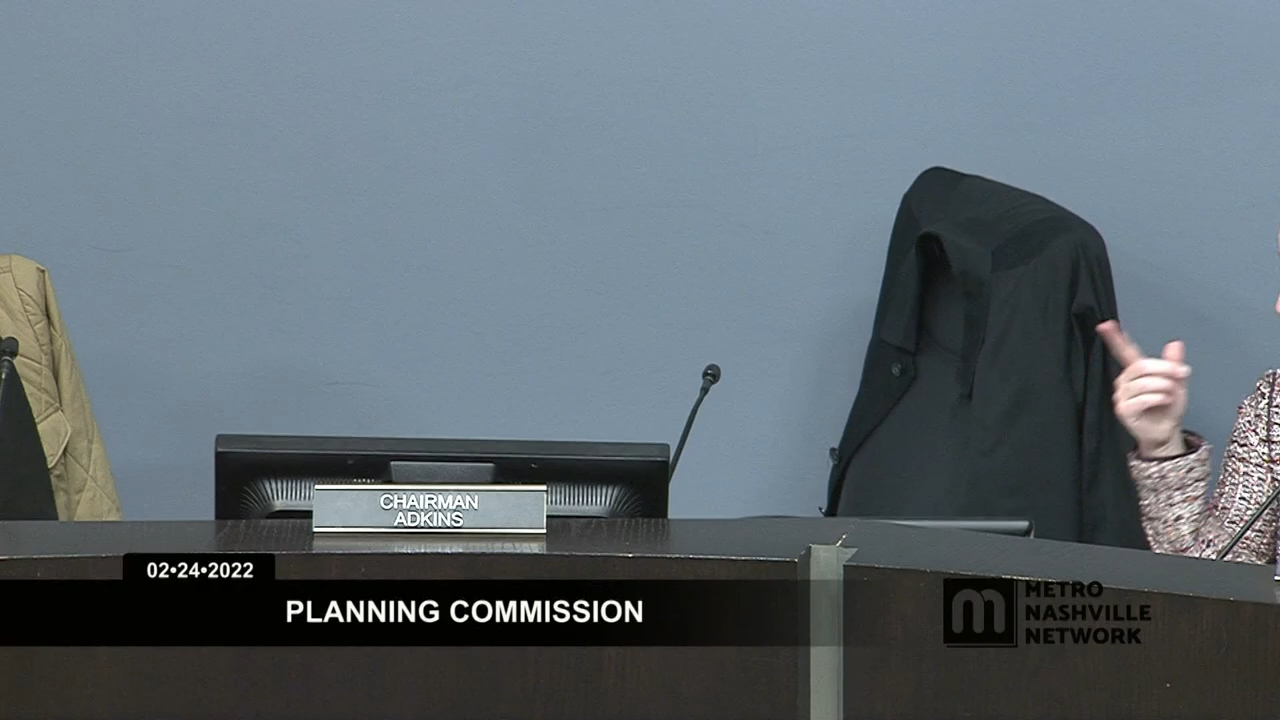 CHAIRMAN
ADKINS
02•24•2022
PLANNING COMMISSION
METRO
NASHVILLE
NETWORK